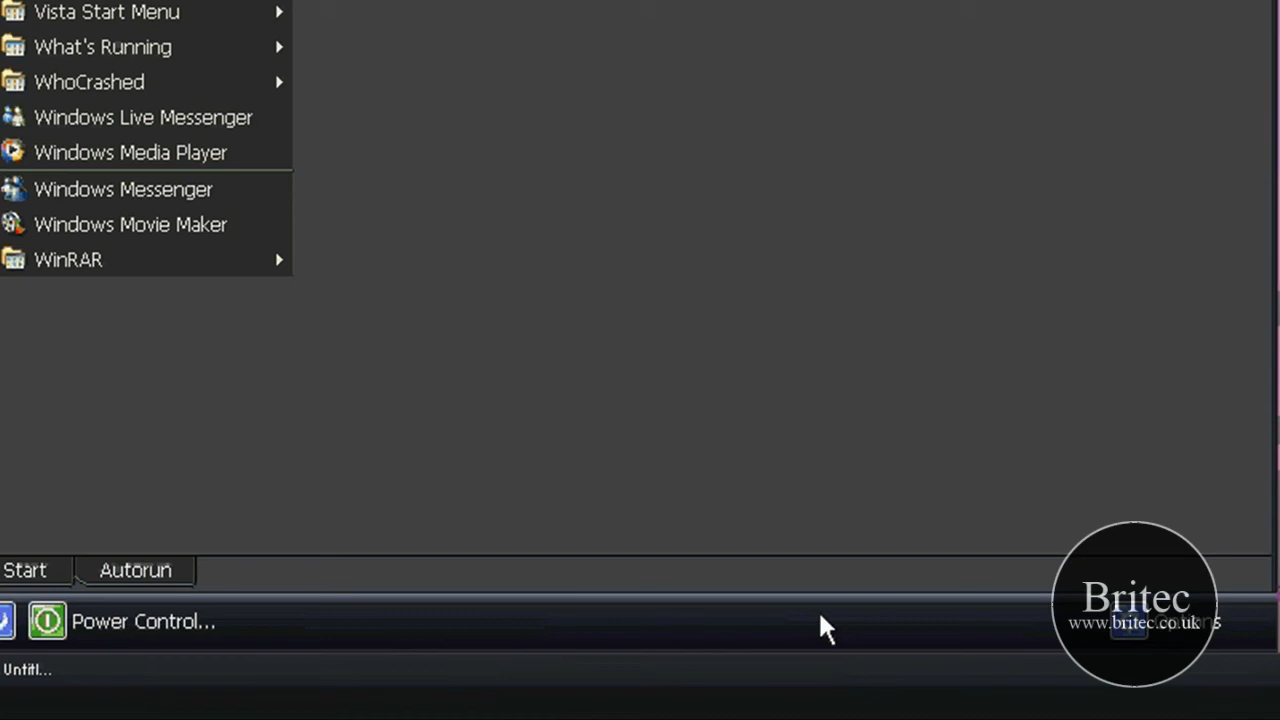 Vista Start Menu
What's Running
WhoCrashed
Windows Live Messenger
Windows Media Player
Windows Messenger
Windows Movie Maker
WinRAR
Start
Autorun
Power Control...
Britec
www.britec.co.uk
Untitl...